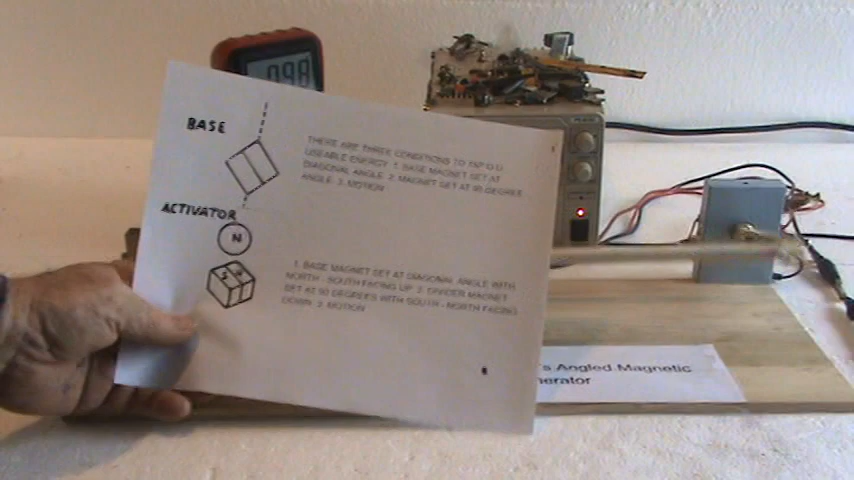 098
BASE
THERE ARE THREE CONDITIONS TO TAP O U
USEABLE ENERGY 1. BASE MAGNET SET AT
DIAGONAL ANGLE. 2. MAGNET SET AT 90 DEGREE
ANGLE. 3. MOTION
ACTIVATOR
N
S N
1. BASE MAGNET SET AT DIAGONAL ANGLE WITH
NORTH - SOUTH FACING UP 2. DIVIDER MAGNET
SET AT 90 DEGREES WITH SOUTH - NORTH FACING
DOWN 3. MOTION
s Angled Magnetic
erator